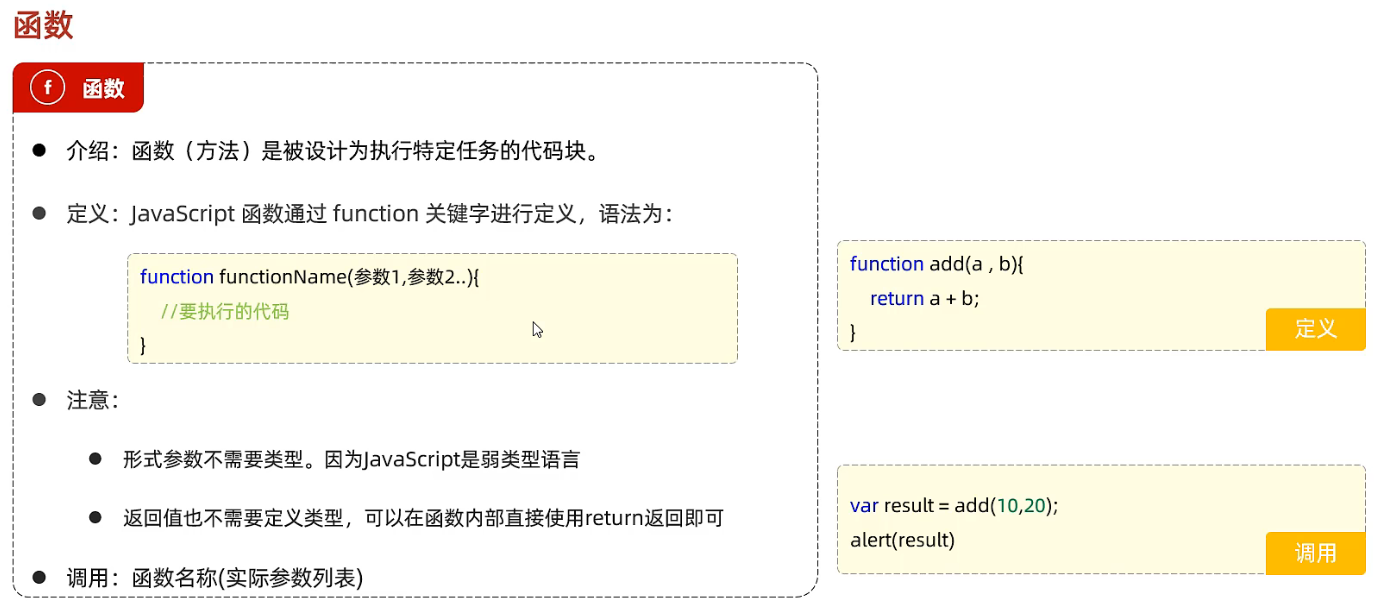 函数
f 函数
介绍：函数（方法）是被设计为执行特定任务的代码块。
定义：JavaScript 函数通过 function 关键字进行定义，语法为：
function functionName(参数1,参数2..){
//要执行的代码
}
注意：
形式参数不需要类型。因为JavaScript是弱类型语言
返回值也不需要定义类型，可以在函数内部直接使用return返回即可
调用：函数名称(实际参数列表)
function add(a , b){
return a + b;
}
定义
var result = add(10,20);
alert(result)
调用